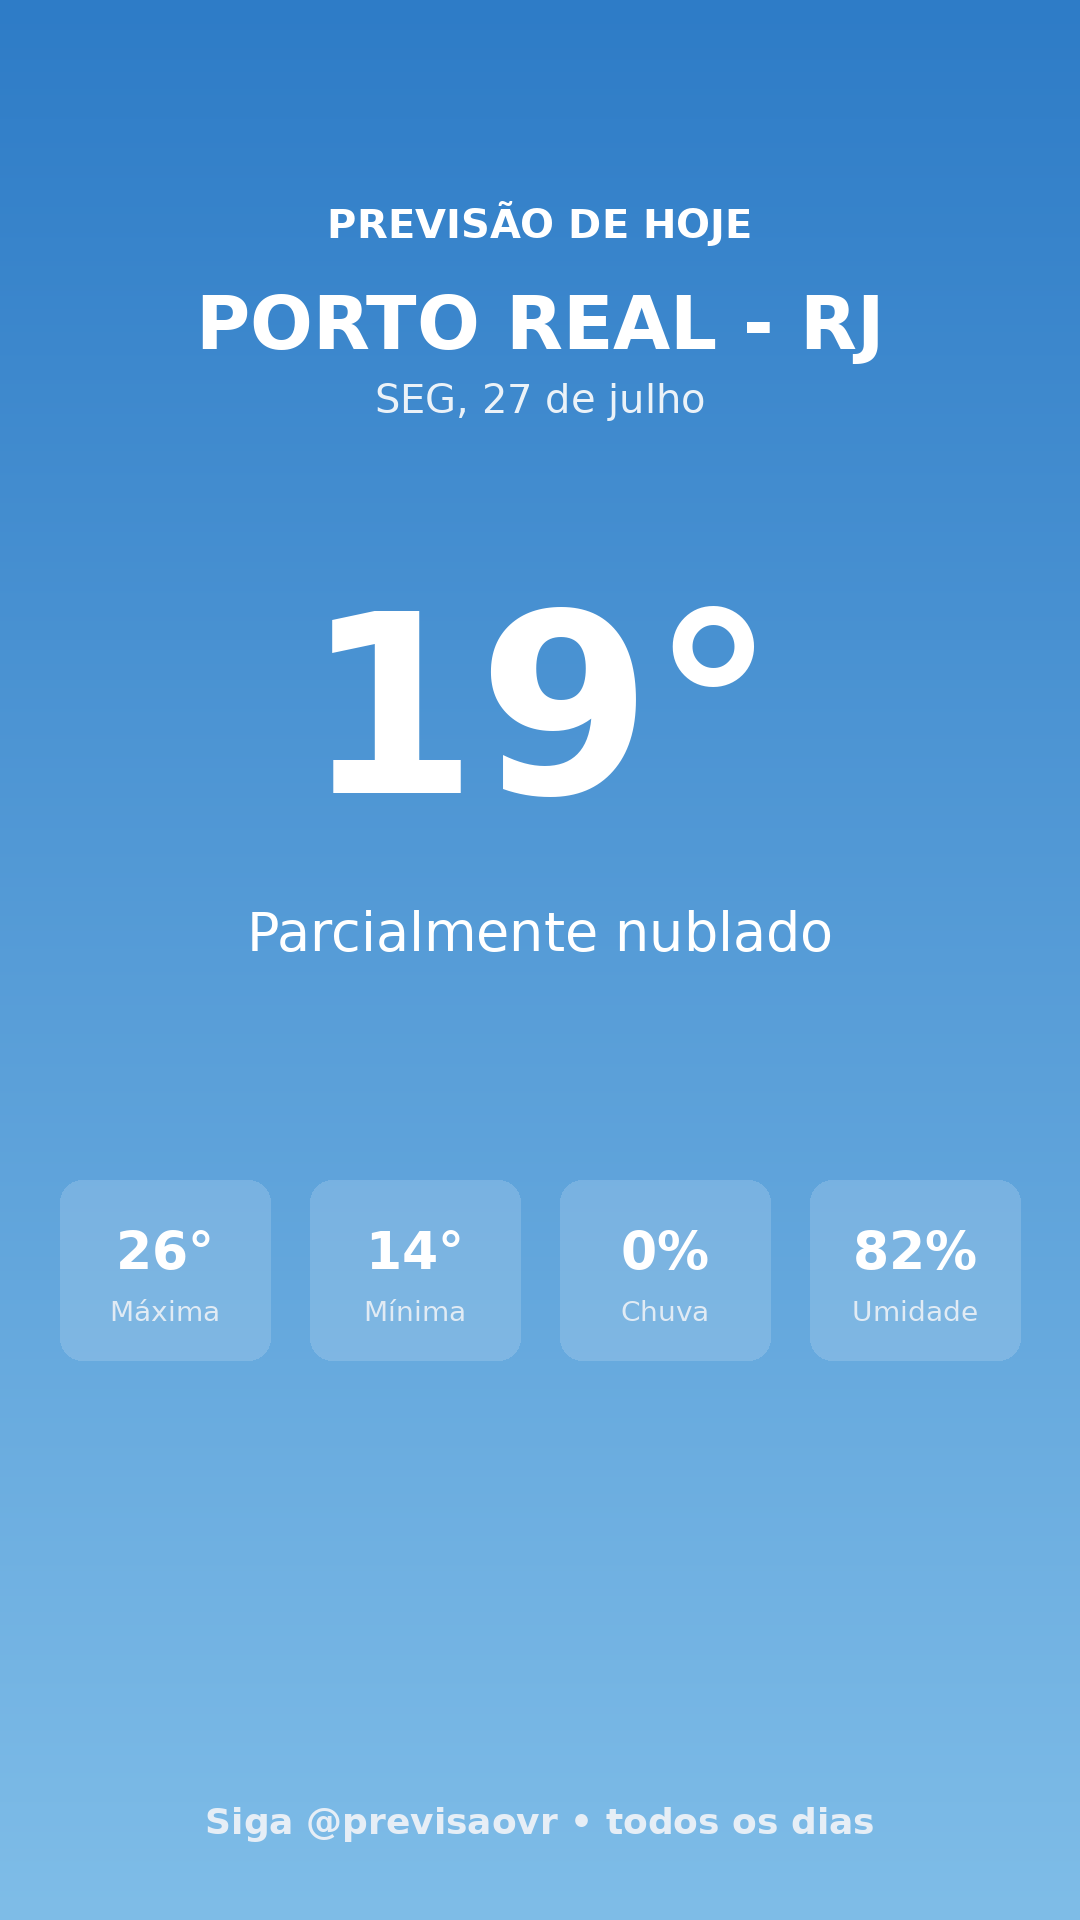 PREVISÃO DE HOJE
PORTO REAL - RJ
SEG, 27 de julho
19°
Parcialmente nublado
26° 14° 0% 82%
Máxima Mínima Chuva Umidade
Siga @previsaovr • todos os dias